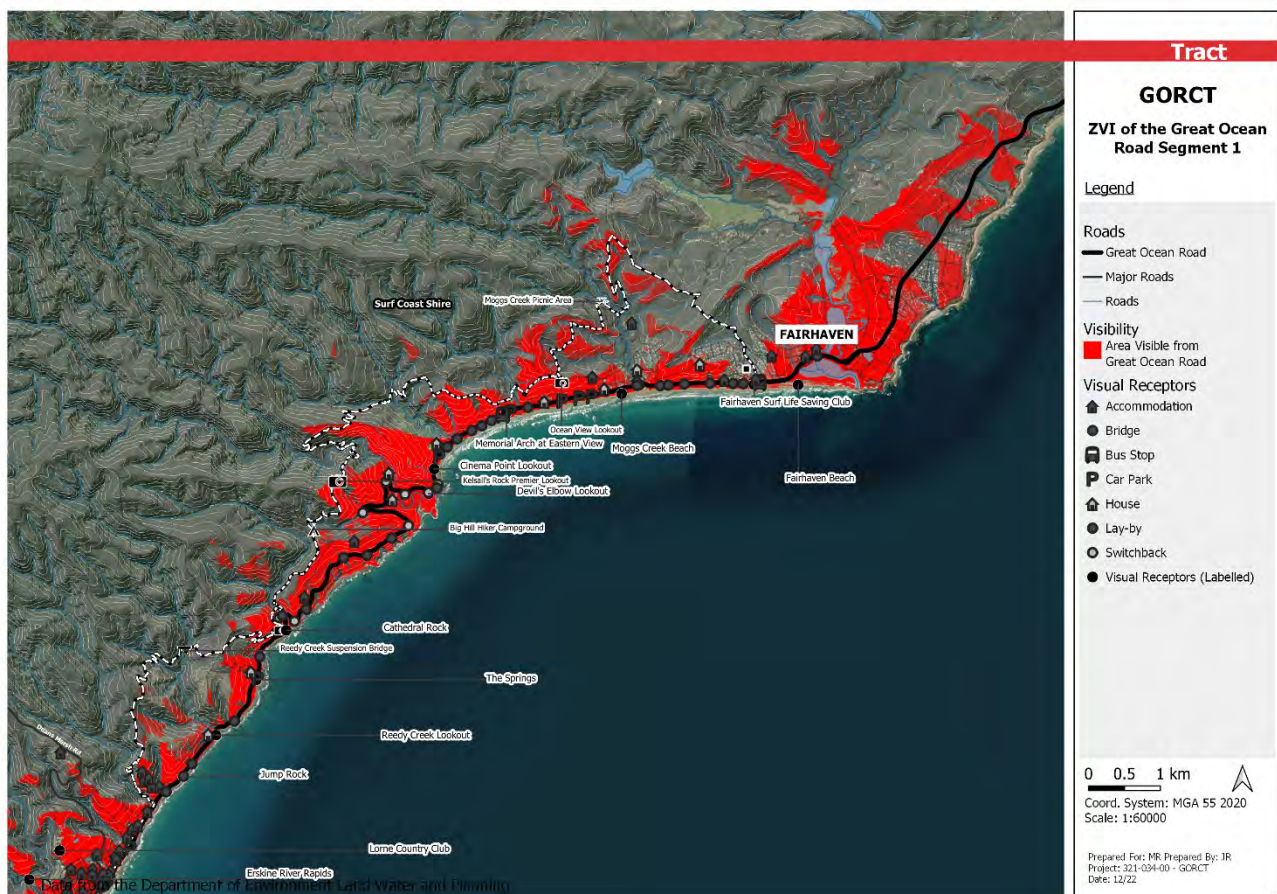 Tract
GORCT
ZVI of the Great Ocean
Road Segment 1
Legend
Roads
Great Ocean Road
Major Roads
Roads
Visibility
Area Visible from
Great Ocean Road
Visual Receptors
Accommodation
Bridge
Bus Stop
Car Park
House
Lay-by
Switchback
Visual Receptors (Labelled)
0 0.5 1 km
Coord. System: MGA 55 2020
Scale: 1:60000
Prepared For: MR Prepared By: JR
Project: 321-034-00 - GORCT
Date: 12/22
Surf Coast Shire
Moggs Creek Picnic Area
FAIRHAVEN
Fairhaven Surf Life Saving Club
Ocean View Lookout
Memorial Arch at Eastern View
Moggs Creek Beach
Cinema Point Lookout
Fairhaven Beach
Kelsall's Rock Premier Lookout
Devil's Elbow Lookout
Big Hill Hiker Campground
Cathedral Rock
Reedy Creek Suspension Bridge
The Springs
Reedy Creek Lookout
Jump Rock
Lorne Country Club
Erskine River Rapids
Data from the Department of Environment Land Water and Planning